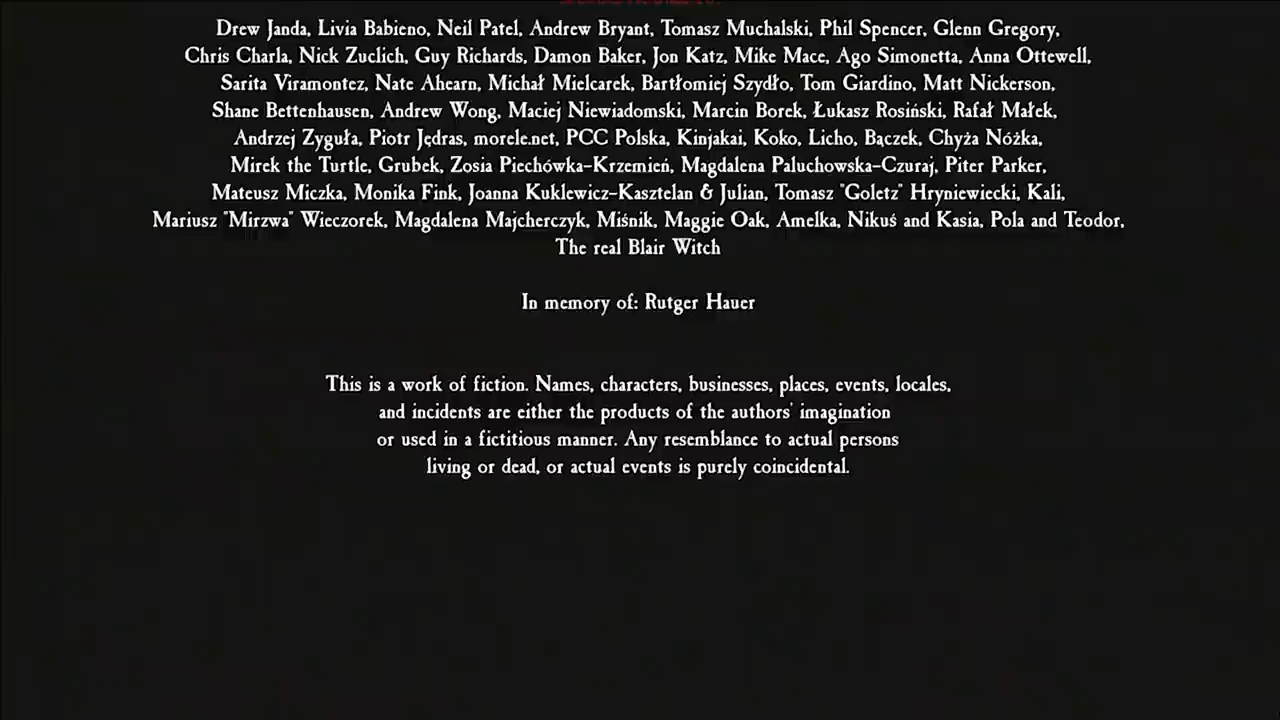 Drew Janda, Livia Babieno, Neil Patel, Andrew Bryant, Tomasz Muchalski, Phil Spencer, Glenn Gregory,
Chris Charla, Nick Zuclich, Guy Richards, Damon Baker, Jon Katz, Mike Mace, Ago Simonetta, Anna Ottewell,
Sarita Viramontez, Nate Ahearn, Michał Mielcarek, Bartłomiej Szydło, Tom Giardino, Matt Nickerson,
Shane Bettenhausen, Andrew Wong, Maciej Niewiadomski, Marcin Borek, Łukasz Rosiński, Rafał Małek,
Andrzej Zyguła, Piotr Jędras, morele.net, PCC Polska, Kinjakai, Koko, Licho, Bączek, Chyża Nóżka,
Mirek the Turtle, Grubek, Zosia Piechówka-Krzemień, Magdalena Paluchowska-Czuraj, Piter Parker,
Mateusz Miczka, Monika Fink, Joanna Kuklewicz-Kasztelan & Julian, Tomasz "Goletz" Hryniewiecki, Kali,
Mariusz "Mirzwa" Wieczorek, Magdalena Majcherczyk, Miśnik, Maggie Oak, Amelka, Nikuś and Kasia, Pola and Teodor,
The real Blair Witch
In memory of: Rutger Hauer
This is a work of fiction. Names, characters, businesses, places, events, locales,
and incidents are either the products of the authors' imagination
or used in a fictitious manner. Any resemblance to actual persons
living or dead, or actual events is purely coincidental.